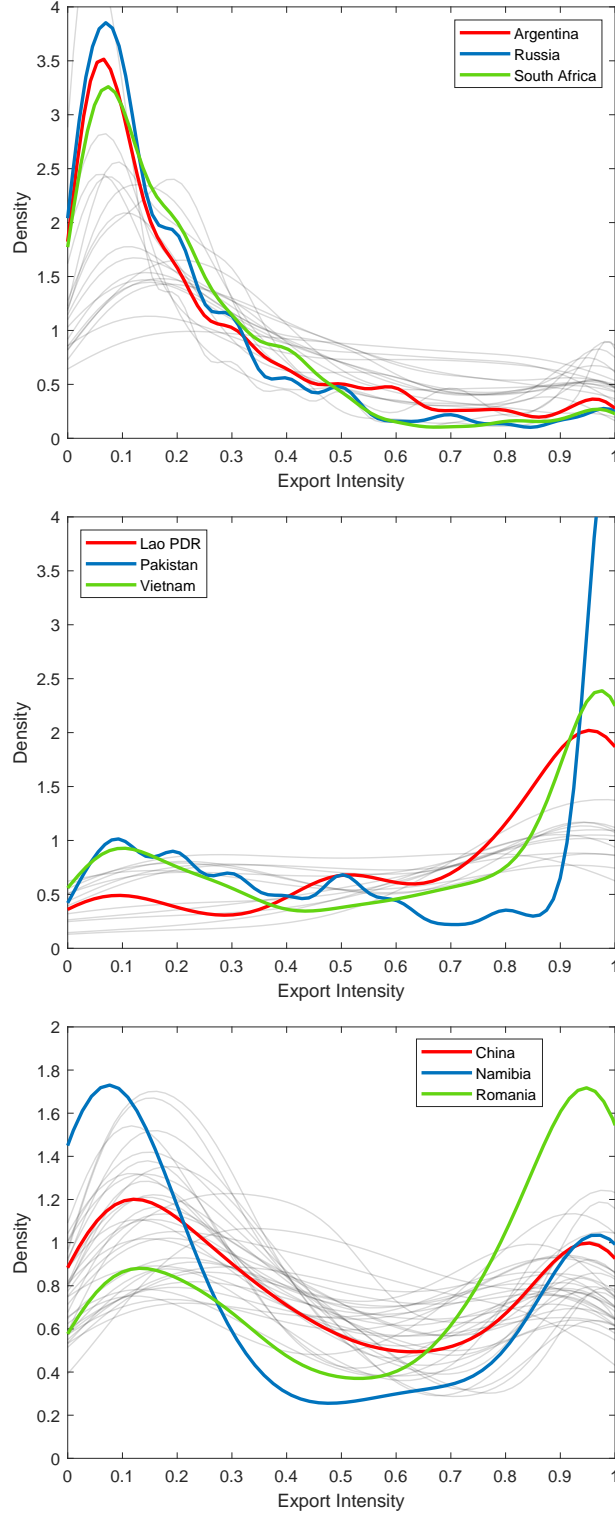 4
3.5
3
2.5
2
1.5
1
0.5
0
Density
Argentina
Russia
South Africa
0 0.1 0.2 0.3 0.4 0.5 0.6 0.7 0.8 0.9 1
Export Intensity
4
3.5
3
2.5
2
1.5
1
0.5
0
Density
Lao PDR
Pakistan
Vietnam
0 0.1 0.2 0.3 0.4 0.5 0.6 0.7 0.8 0.9 1
Export Intensity
2
1.8
1.6
1.4
1.2
1
0.8
0.6
0.4
0.2
0
Density
China
Namibia
Romania
0 0.1 0.2 0.3 0.4 0.5 0.6 0.7 0.8 0.9 1
Export Intensity